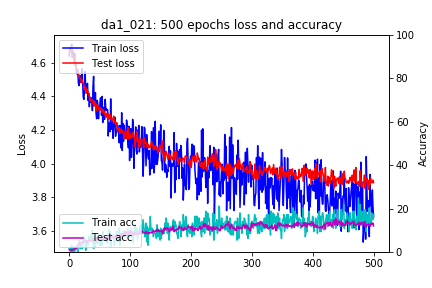 da1_021: 500 epochs loss and accuracy
Train loss
Test loss
Train acc
Test acc
Loss
4.6
4.4
4.2
4.0
3.8
3.6
Accuracy
100
80
60
40
20
0
0 100 200 300 400 500